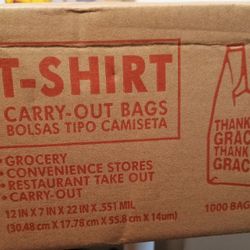 T-SHIRT
CARRY-OUT BAGS
BOLSAS TIPO CAMISETA
• GROCERY
• CONVENIENCE STORES
• RESTAURANT TAKE OUT
• CARRY-OUT
12 IN X 7 IN X 22 IN X .551 MIL
(30.48 cm X 17.78 cm X 55.8 cm X 14um)
THANK
GRAC
THANK
GRAC
1000 BAG